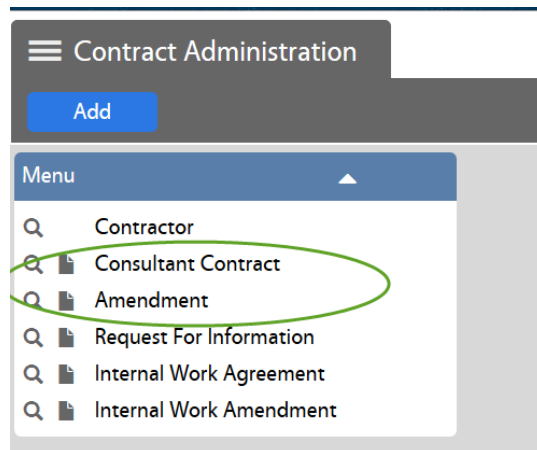 Contract Administration
Add
Menu
Contractor
Consultant Contract
Amendment
Request For Information
Internal Work Agreement
Internal Work Amendment